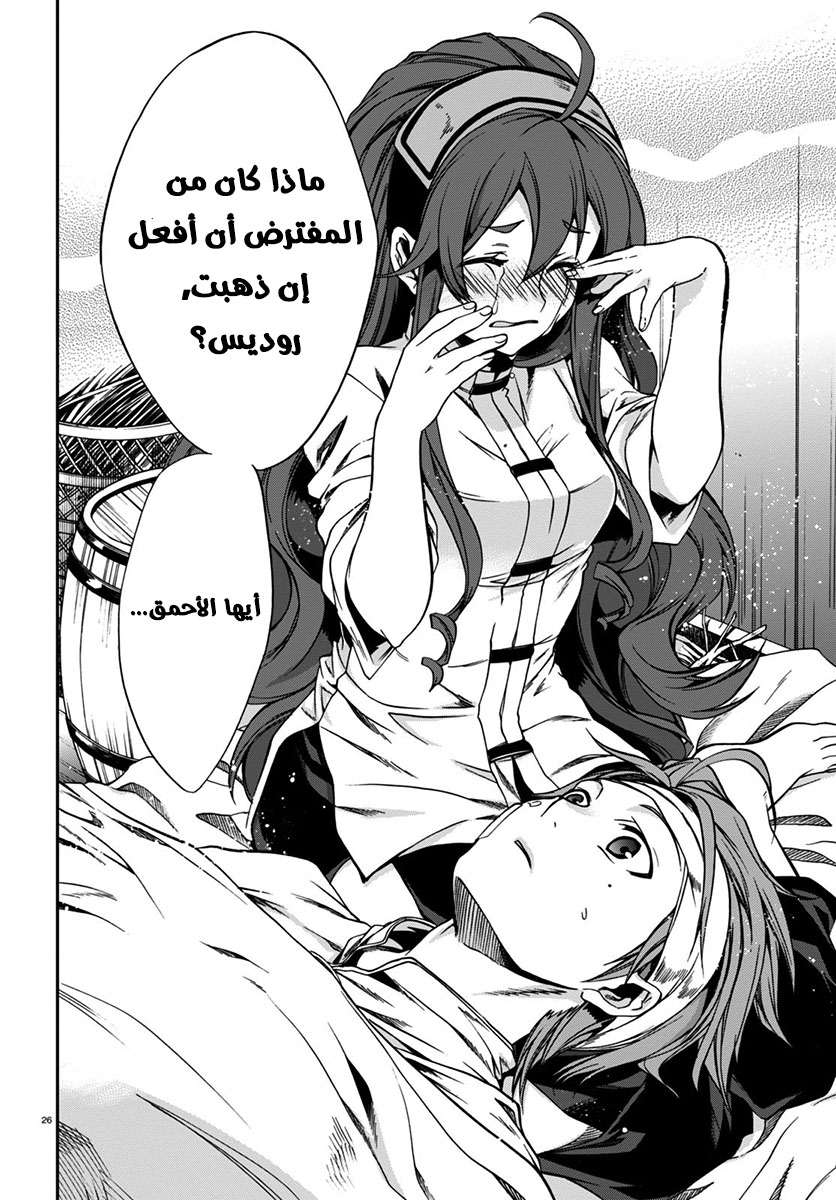 ماذا كان من
المفترض أن أفعل
إن ذهبت,
روديس؟
أيها الأحمق...
26